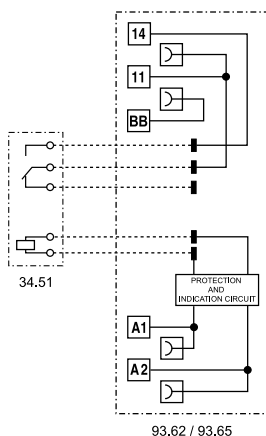 14
11
BB
34.51
PROTECTION
AND
INDICATION CIRCUIT
A1
A2
93.62 / 93.65